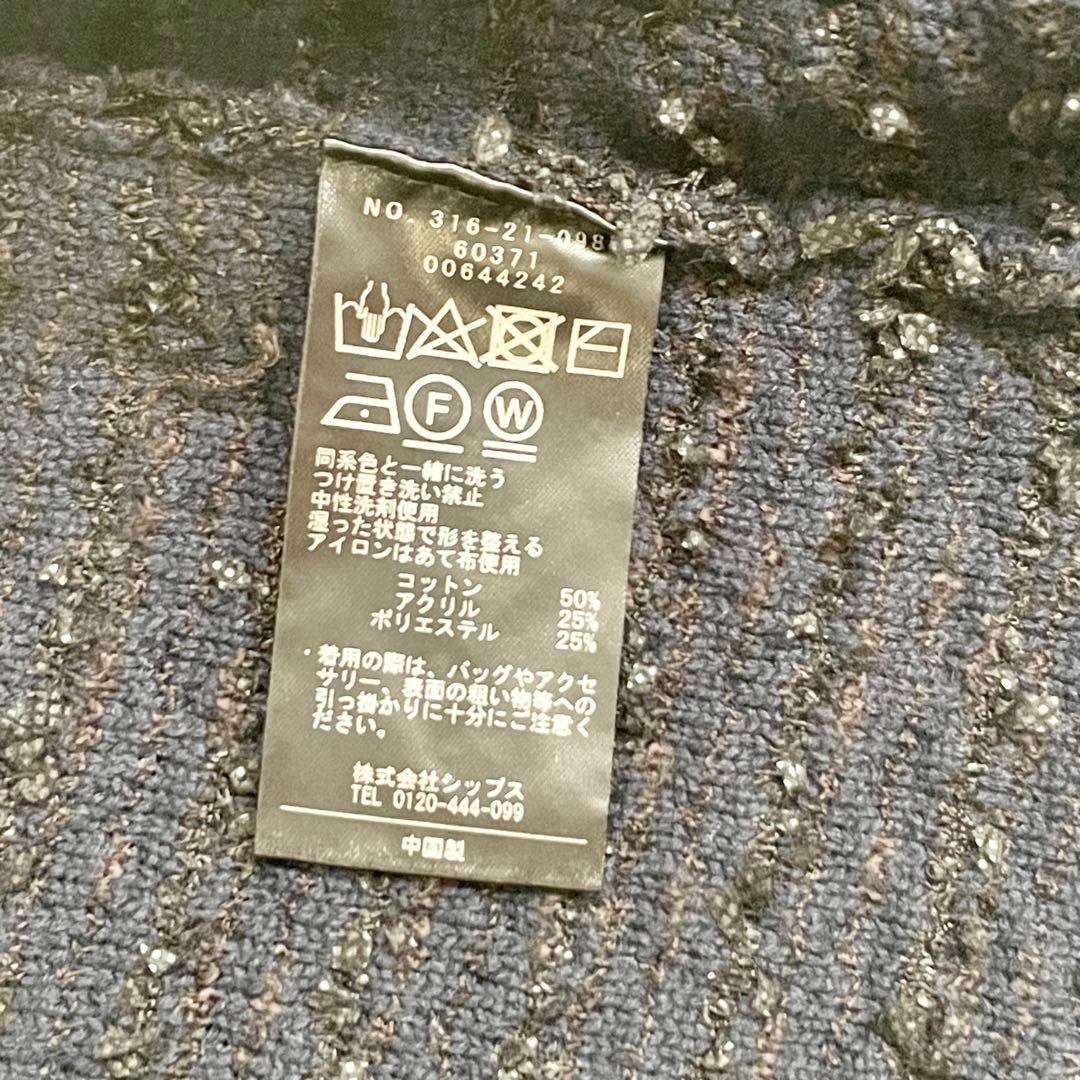 NO. 316-21-098
60371
00644242
F W
同系色と一緒に洗う
つけ置き洗い禁止
中性洗剤使用
湿った状態で形を整える
アイロンはあて布使用
コットン 50%
アクリル 25%
ポリエステル 25%
・着用の際は、バッグやアクセ
サリー、表面の粗い物等への
引っ掛かりに十分にご注意く
ださい。
株式会社シップス
TEL 0120-444-099
中国製